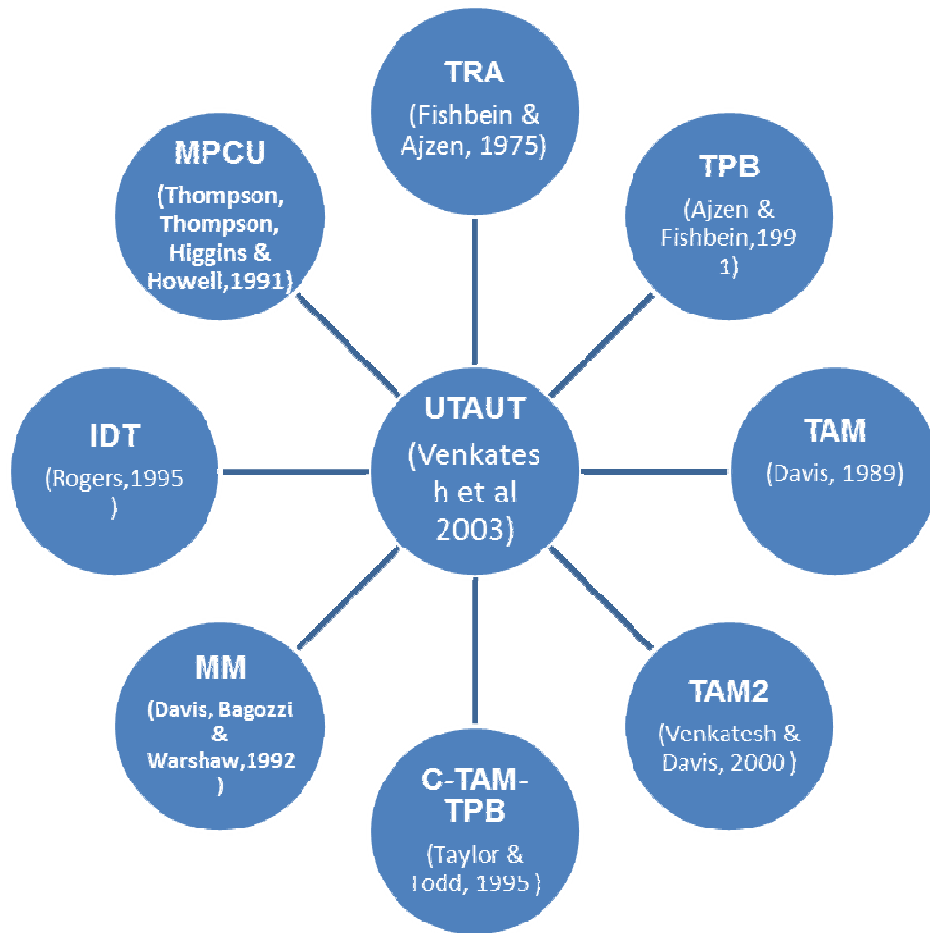 TRA
(Fishbein &
Ajzen, 1975)
MPCU
(Thompson,
Thompson,
Higgins &
Howell,1991)
TPB
(Ajzen &
Fishbein,199
1)
IDT
(Rogers,1995
)
UTAUT
(Venkates
h et al
2003)
TAM
(Davis, 1989)
MM
(Davis, Bagozzi
&
Warshaw,1992
)
TAM2
(Venkatesh &
Davis, 2000)
C-TAM-
TPB
(Taylor &
Todd, 1995)